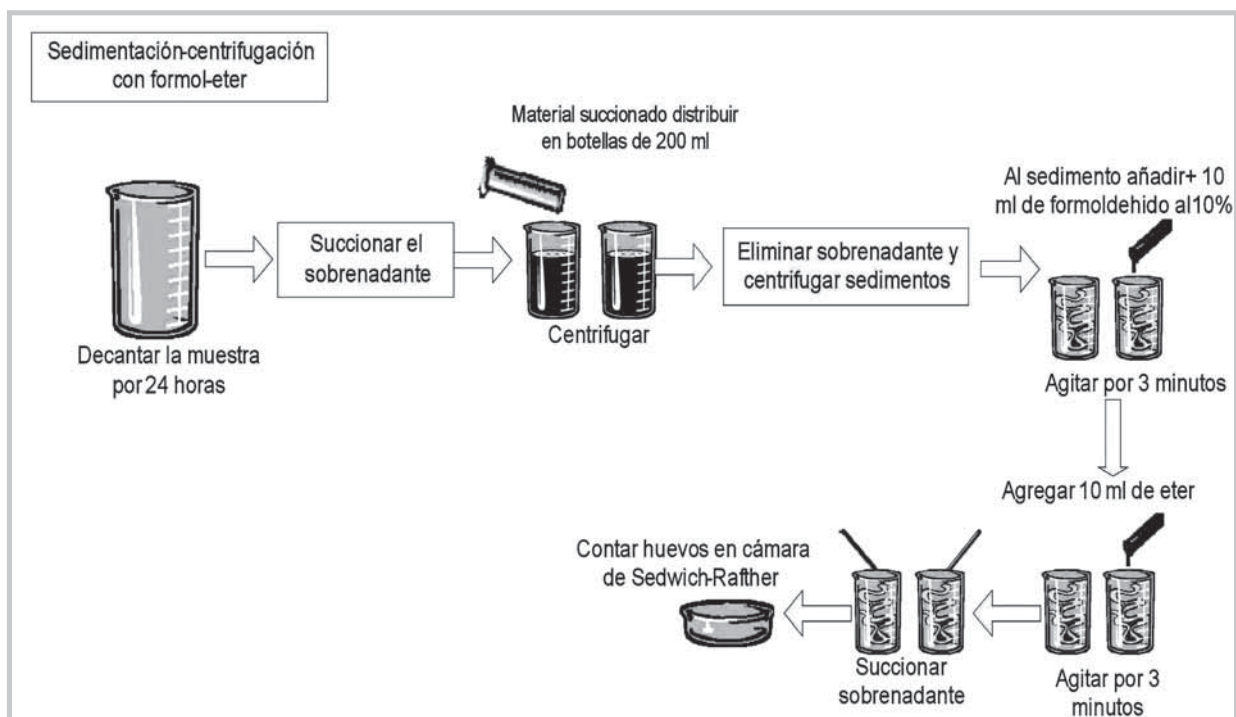 Sedimentación-centrifugación
con formol-eter
Material succionado distribuir
en botellas de 200 ml
Al sedimento añadir+ 10
ml de formoldehido al10%
Succionar el
sobrenadante
Eliminar sobrenadante y
centrifugar sedimentos
Centrifugar
Decantar la muestra
por 24 horas
Agitar por 3 minutos
Agregar 10 ml de eter
Contar huevos en cámara
de Sedwich-Rafther
Succionar
sobrenadante
Agitar por 3
minutos